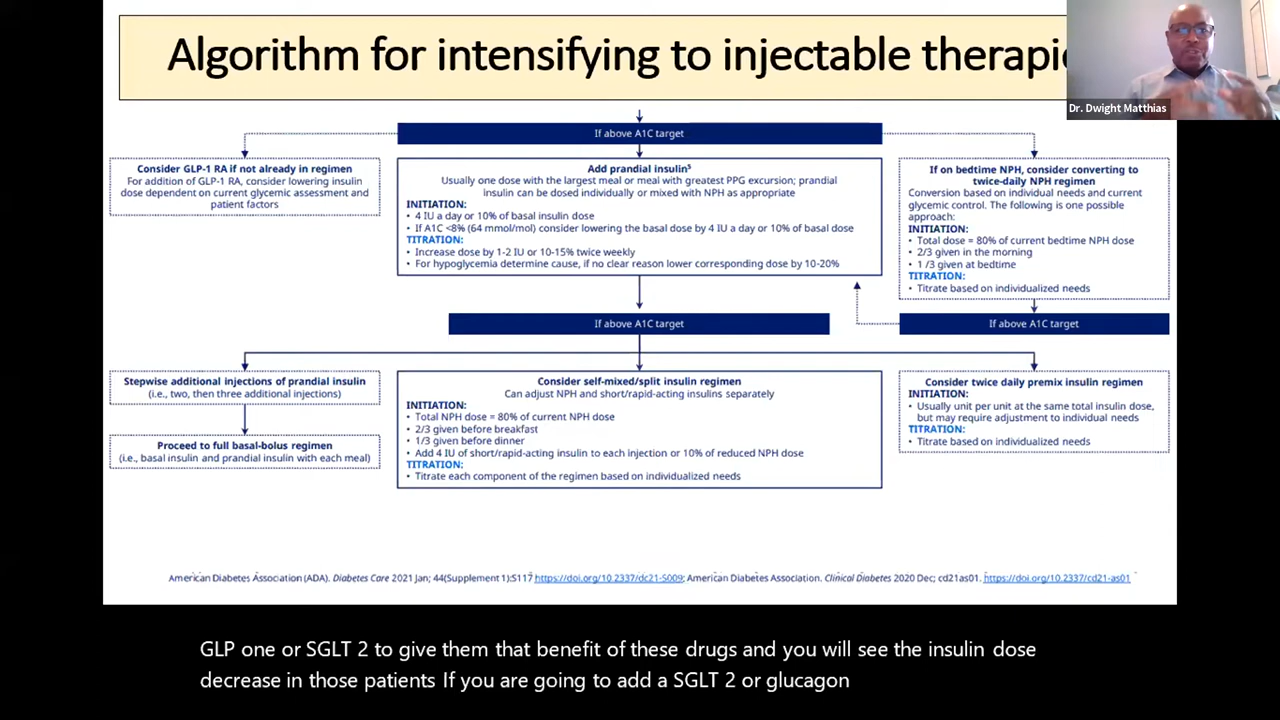 Algorithm for intensifying to injectable therapie
Dr. Dwight Matthias
If above A1C target
Consider GLP-1 RA if not already in regimen
For addition of GLP-1 RA, consider lowering insulin
dose dependent on current glycemic assessment and
patient factors
Add prandial insulin⁵
Usually one dose with the largest meal or meal with greatest PPG excursion; prandial
insulin can be dosed individually or mixed with NPH as appropriate
INITIATION:
• 4 IU a day or 10% of basal insulin dose
• If A1C <8% (64 mmol/mol) consider lowering the basal dose by 4 IU a day or 10% of basal dose
TITRATION:
• Increase dose by 1-2 IU or 10-15% twice weekly
• For hypoglycemia determine cause, if no clear reason lower corresponding dose by 10-20%
If on bedtime NPH, consider converting to
twice-daily NPH regimen
Conversion based on individual needs and current
glycemic control. The following is one possible
approach:
INITIATION:
• Total dose = 80% of current bedtime NPH dose
• 2/3 given in the morning
• 1 /3 given at bedtime
TITRATION:
• Titrate based on individualized needs
If above A1C target
If above A1C target
Stepwise additional injections of prandial insulin
(i.e., two, then three additional injections)
Proceed to full basal-bolus regimen
(i.e., basal insulin and prandial insulin with each meal)
Consider self-mixed/split insulin regimen
Can adjust NPH and short/rapid-acting insulins separately
INITIATION:
• Total NPH dose = 80% of current NPH dose
• 2/3 given before breakfast
• 1/3 given before dinner
• Add 4 IU of short/rapid-acting insulin to each injection or 10% of reduced NPH dose
TITRATION:
• Titrate each component of the regimen based on individualized needs
Consider twice daily premix insulin regimen
INITIATION:
• Usually unit per unit at the same total insulin dose,
but may require adjustment to individual needs
TITRATION:
• Titrate based on individualized needs
American Diabetes Association (ADA). Diabetes Care 2021 Jan; 44(Supplement 1):S117 https://doi.org/10.2337/dc21-S009; American Diabetes Association. Clinical Diabetes 2020 Dec; cd21as01. https://doi.org/10.2337/cd21-as01
GLP one or SGLT 2 to give them that benefit of these drugs and you will see the insulin dose
decrease in those patients If you are going to add a SGLT 2 or glucagon